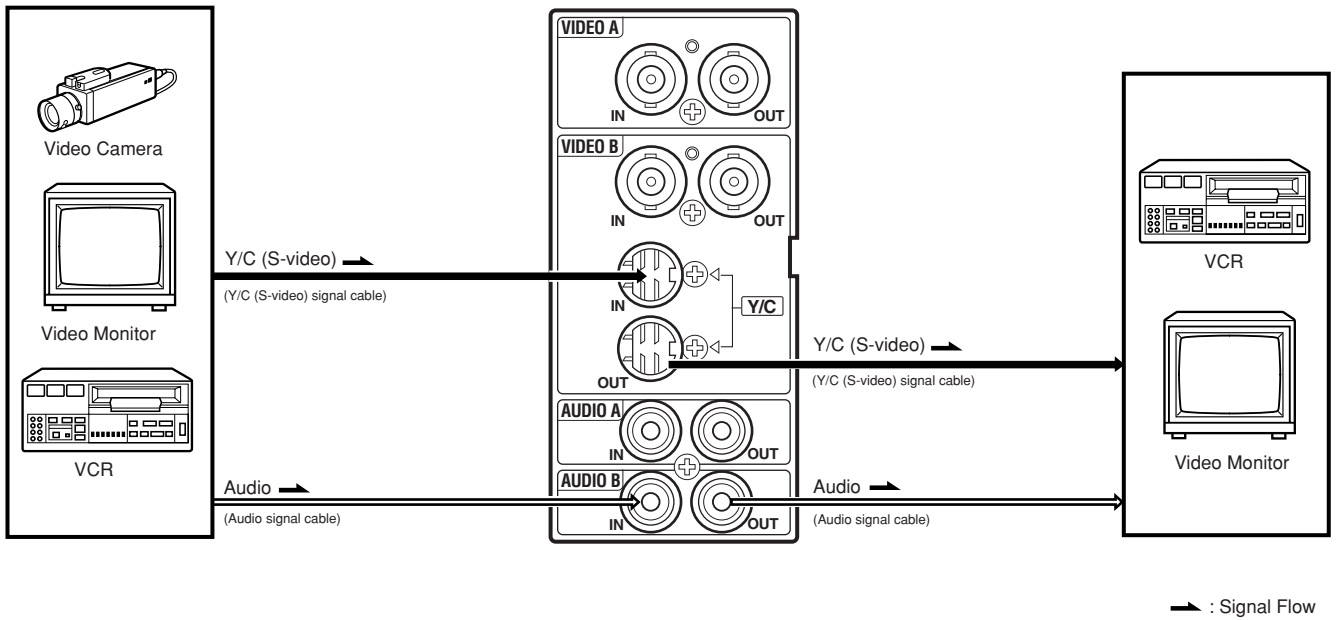 Video Camera
Video Monitor
VCR
Y/C (S-video)
(Y/C (S-video) signal cable)
Audio
(Audio signal cable)
VIDEO A
IN OUT
VIDEO B
IN OUT
IN
Y/C
OUT
AUDIO A
IN OUT
AUDIO B
IN OUT
Y/C (S-video)
(Y/C (S-video) signal cable)
Audio
(Audio signal cable)
VCR
Video Monitor
: Signal Flow